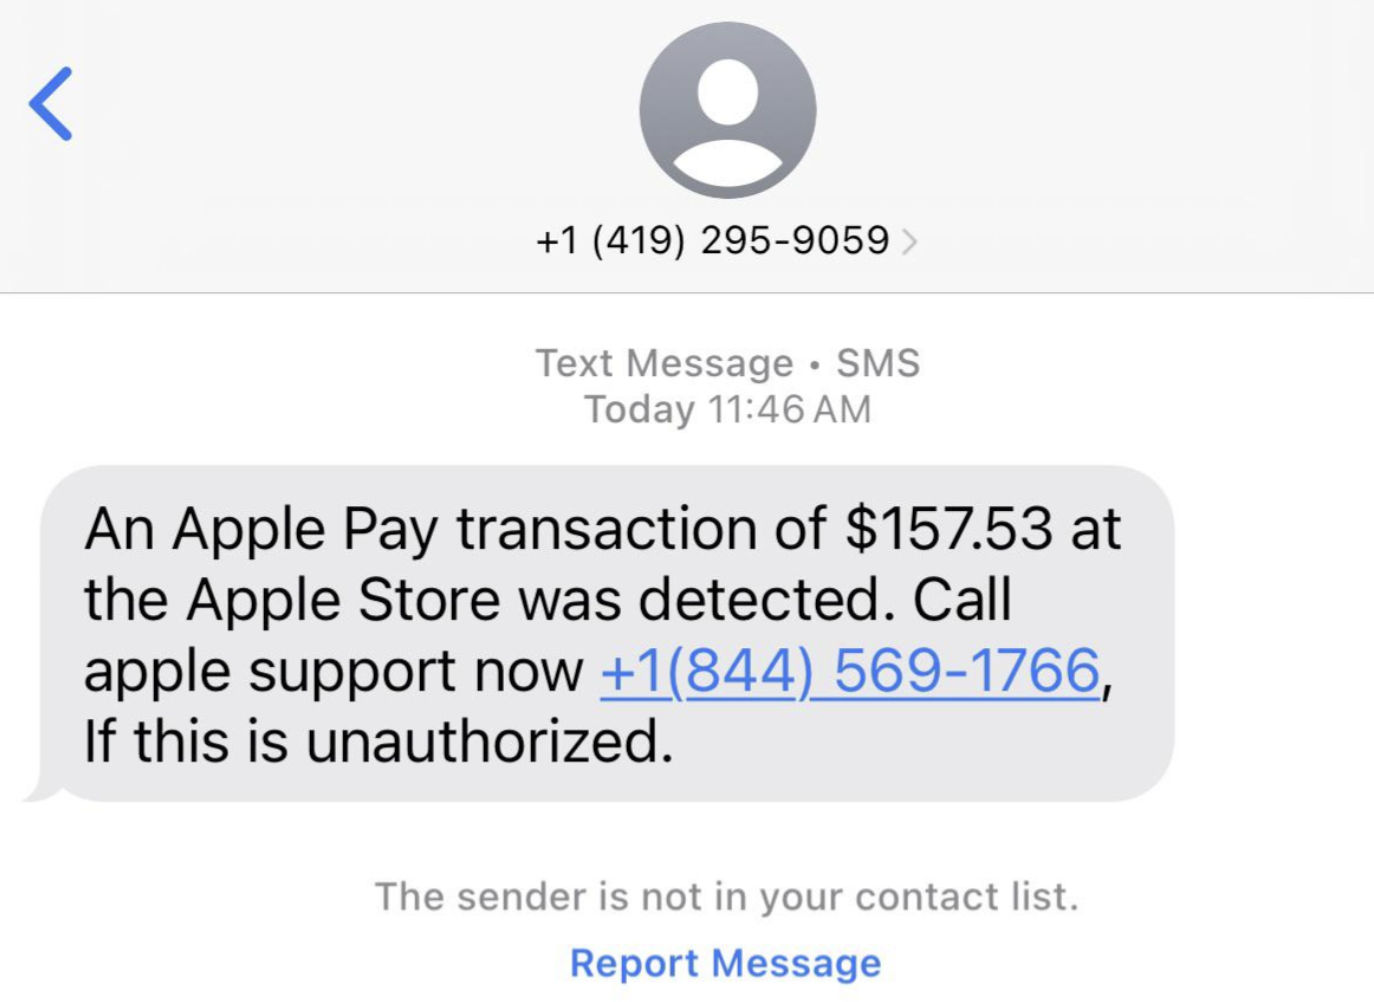 +1 (419) 295-9059
Text Message • SMS
Today 11:46 AM
An Apple Pay transaction of $157.53 at
the Apple Store was detected. Call
apple support now +1(844) 569-1766,
If this is unauthorized.
The sender is not in your contact list.
Report Message